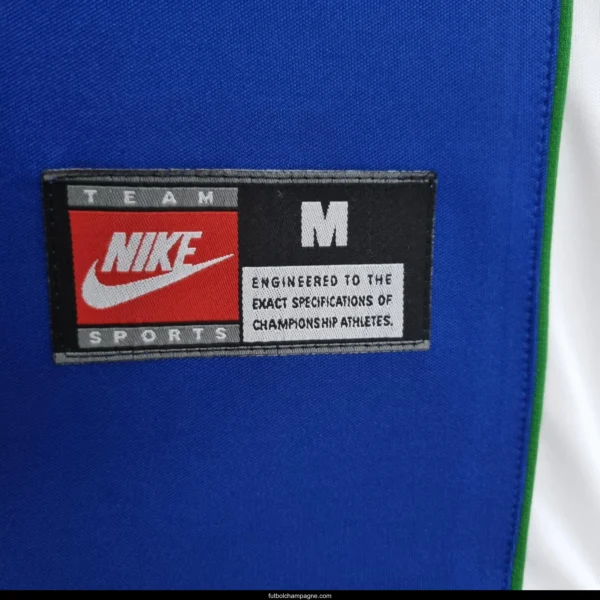 TEAM
NIKE
SPORTS
M
ENGINEERED TO THE
EXACT SPECIFICATIONS OF
CHAMPIONSHIP ATHLETES.
futbolchampagne.com